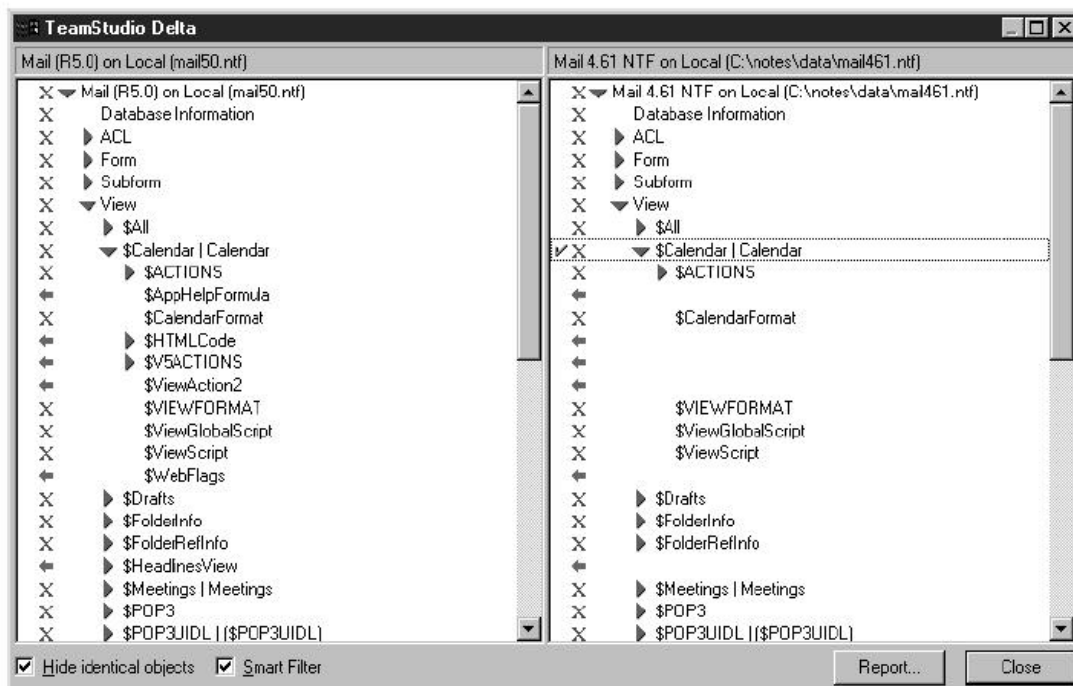 TeamStudio Delta
Mail (R5.0) on Local (mail50.ntf)
Mail (R5.0) on Local (mail50.ntf)
Database Information
ACL
Form
Subform
View
$All
$Calendar | Calendar
$ACTIONS
$AppHelpFormula
$CalendarFormat
$HTMLCode
$V5ACTIONS
$ViewAction2
$VIEWFORMAT
$ViewGlobalScript
$ViewScript
$WebFlags
$Drafts
$FolderInfo
$FolderRefInfo
$HeadlinesView
$Meetings | Meetings
$POP3
$POP3UIDL | ($POP3UIDL)
Mail 4.61 NTF on Local (C:\notes\data\mail461.ntf)
Mail 4.61 NTF on Local (C:\notes\data\mail461.ntf)
Database Information
ACL
Form
Subform
View
$All
$Calendar | Calendar
$ACTIONS
$CalendarFormat
$VIEWFORMAT
$ViewGlobalScript
$ViewScript
$Drafts
$FolderInfo
$FolderRefInfo
$Meetings | Meetings
$POP3
$POP3UIDL | ($POP3UIDL)
Hide identical objects
Smart Filter
Report...
Close